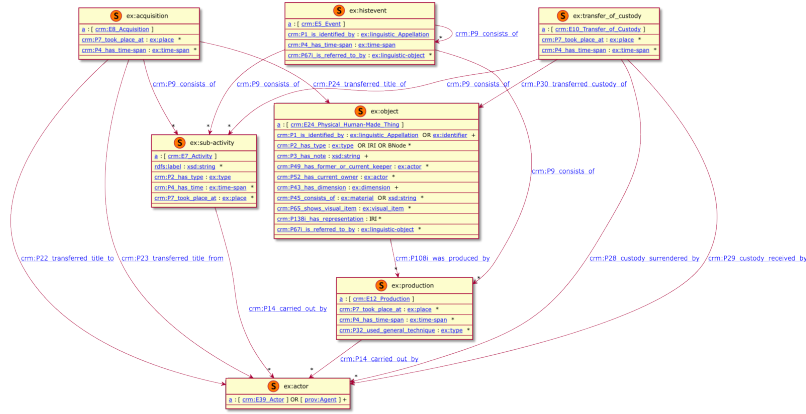 S ex:acquisition
a : [ crm:E8_Acquisition ]
P7_took_place_at : ex:place *
P4_has_time-span : ex:time-span *
S ex:histevent
a : [ crm:E5_Event ]
crm:P1_is_identified_by : ex:linguistic_Appellation
crm:P4_has_time-span : ex:time-span
crm:P67i_is_referred_to_by : ex:linguistic-object *
S ex:transfer_of_custody
a : [ crm:E10_Transfer_of_Custody ]
crm:P7_took_place_at : ex:place *
crm:P4_has_time-span : ex:time-span *
crm:P9_consists_of
*
crm:P9_consists_of
crm:P9_consists_of
crm:P24_transferred_title_of
crm:P9_consists_of
crm:P30_transferred_custody_of
* * *
S ex:sub-activity
a : [ crm:E7_Activity ]
rdfs:label : xsd:string *
crm:P2_has_type : ex:type
crm:P4_has_time : ex:time-span *
crm:P7_took_place_at : ex:place *
S ex:object
a : [ crm:E24_Physical_Human-Made_Thing ]
crm:P1_is_identified_by : ex:linguistic_Appellation OR ex:identifier +
crm:P2_has_type : ex:type OR IRI OR BNode *
crm:P3_has_note : xsd:string +
crm:P49_has_former_or_current_keeper : ex:actor *
crm:P52_has_current_owner : ex:actor *
crm:P43_has_dimension : ex:dimension +
crm:P45_consists_of : ex:material OR xsd:string *
crm:P65_shows_visual_item : ex:visual_item *
crm:P138i_has_representation : IRI *
crm:P67i_is_referred_to_by : ex:linguistic-object *
crm:P9_consists_of
crm:P22_transferred_title_to
crm:P23_transferred_title_from
crm:P108i_was_produced_by
crm:P28_custody_surrendered_by
crm:P29_custody_received_by
*
*
S ex:production
a : [ crm:E12_Production ]
crm:P7_took_place_at : ex:place *
crm:P4_has_time-span : ex:time-span *
crm:P32_used_general_technique : ex:type *
crm:P14_carried_out_by
crm:P14_carried_out_by
* * *
S ex:actor
a : [ crm:E39_Actor ] OR [ prov:Agent ] +